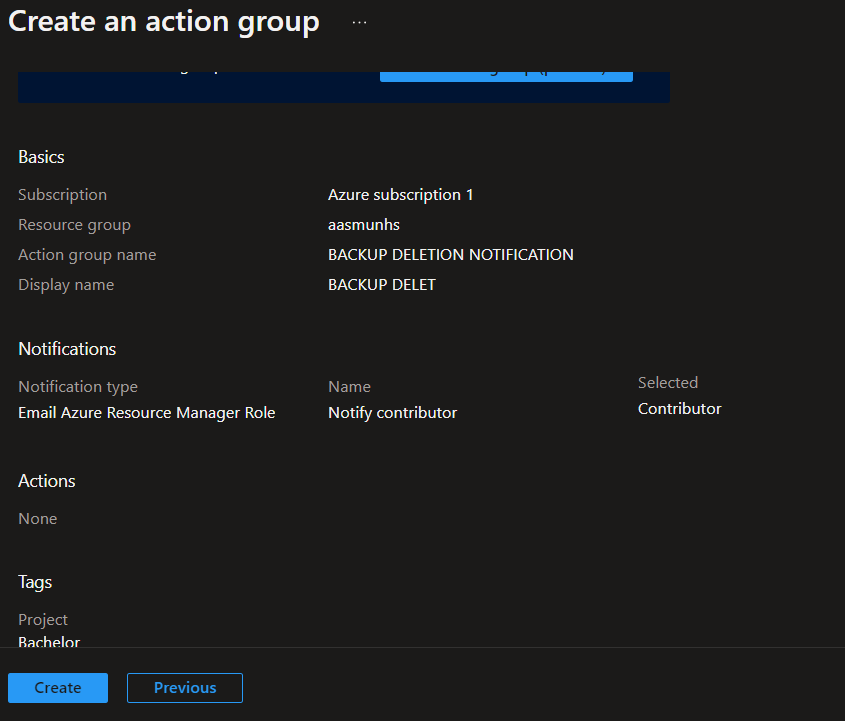 Create an action group ...
Basics
Subscription Azure subscription 1
Resource group aasmunhs
Action group name BACKUP DELETION NOTIFICATION
Display name BACKUP DELET
Notifications
Notification type Name Selected
Email Azure Resource Manager Role Notify contributor Contributor
Actions
None
Tags
Project
Bachelor
Create Previous